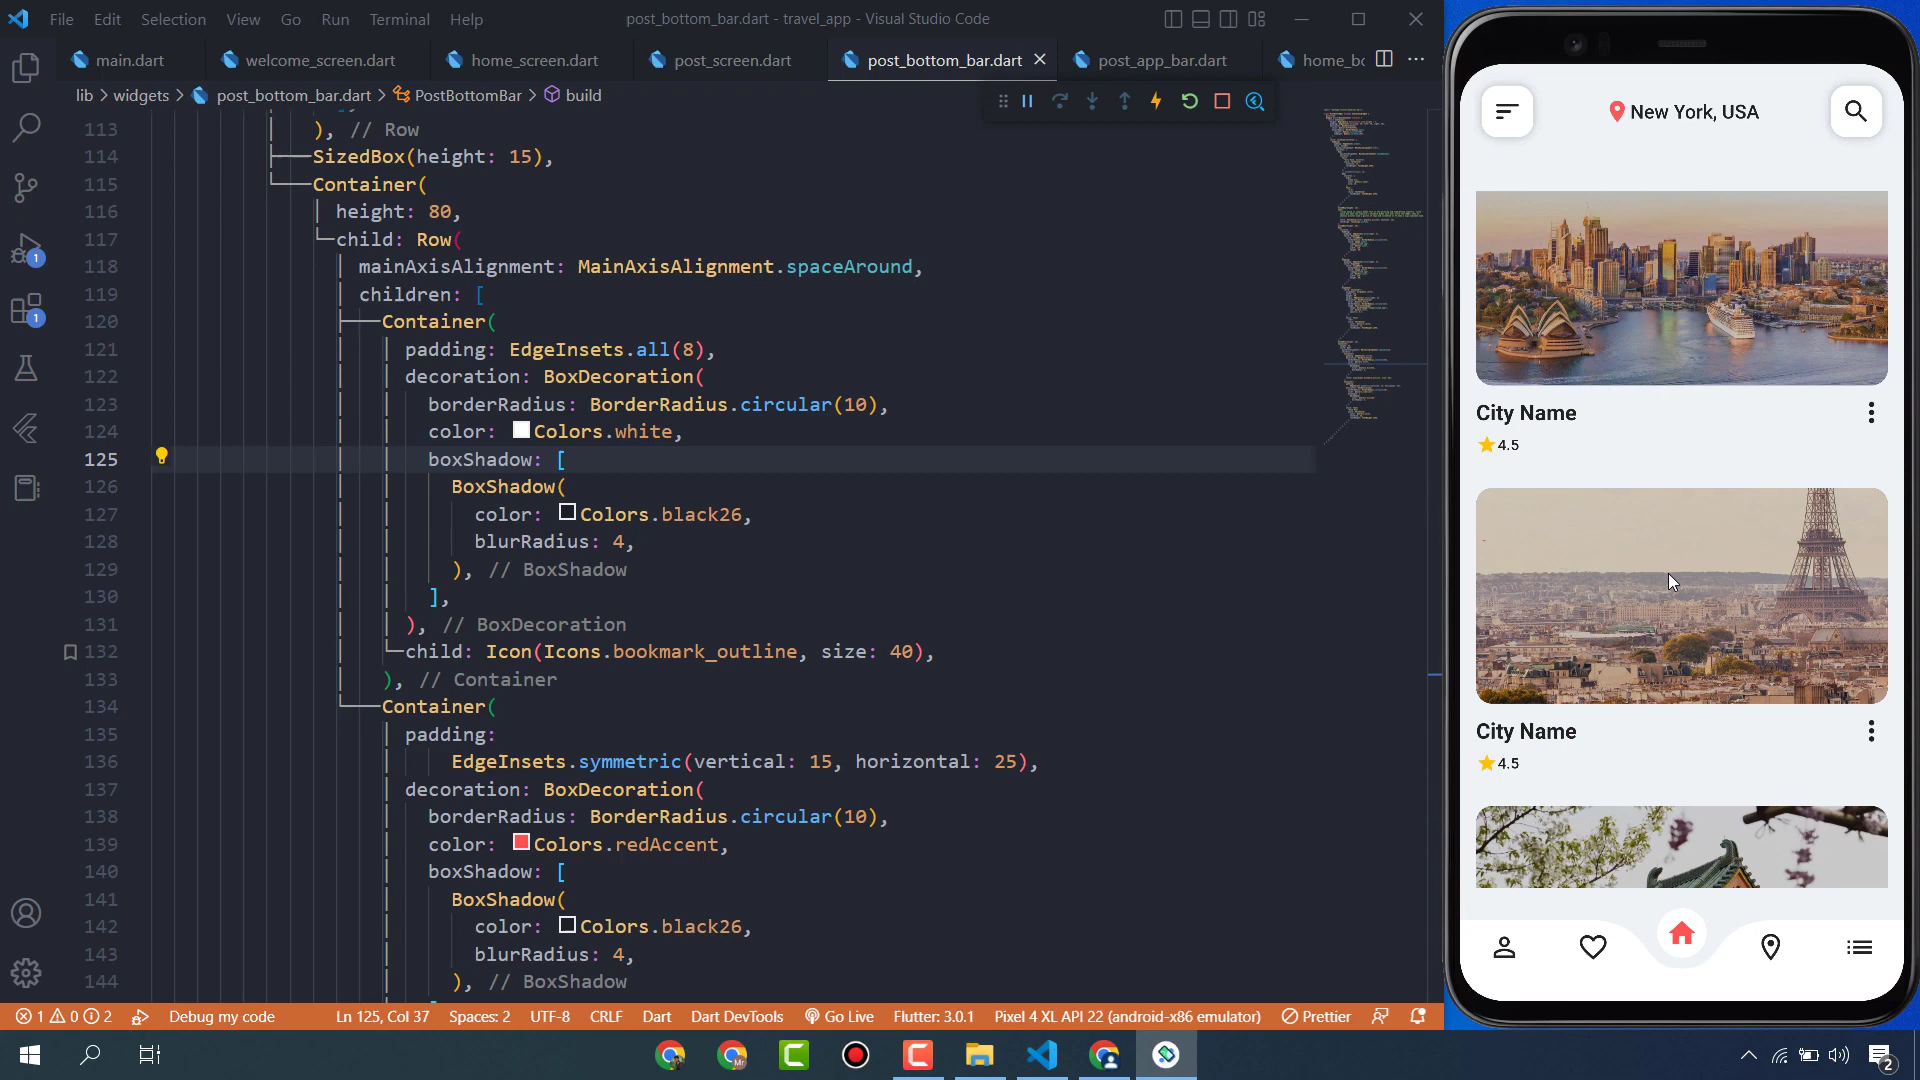 File Edit Selection View Go Run Terminal Help
post_bottom_bar.dart - travel_app - Visual Studio Code
main.dart
welcome_screen.dart
home_screen.dart
post_screen.dart
post_bottom_bar.dart
post_app_bar.dart
home_bo
lib > widgets > post_bottom_bar.dart > PostBottomBar > build
113 ), // Row
114 SizedBox(height: 15),
115 Container(
116 height: 80,
117 child: Row(
118 mainAxisAlignment: MainAxisAlignment.spaceAround,
119 children: [
120 Container(
121 padding: EdgeInsets.all(8),
122 decoration: BoxDecoration(
123 borderRadius: BorderRadius.circular(10),
124 color: Colors.white,
125 boxShadow: [
126 BoxShadow(
127 color: Colors.black26,
128 blurRadius: 4,
129 ), // BoxShadow
130 ],
131 ), // BoxDecoration
132 child: Icon(Icons.bookmark_outline, size: 40),
133 ), // Container
134 Container(
135 padding:
136 EdgeInsets.symmetric(vertical: 15, horizontal: 25),
137 decoration: BoxDecoration(
138 borderRadius: BorderRadius.circular(10),
139 color: Colors.redAccent,
140 boxShadow: [
141 BoxShadow(
142 color: Colors.black26,
143 blurRadius: 4,
144 ), // BoxShadow
1
1
1 0 2 Debug my code Ln 125, Col 37 Spaces: 2 UTF-8 CRLF Dart Dart DevTools Go Live Flutter: 3.0.1 Pixel 4 XL API 22 (android-x86 emulator) Prettier
New York, USA
City Name
4.5
City Name
4.5
Mr
2